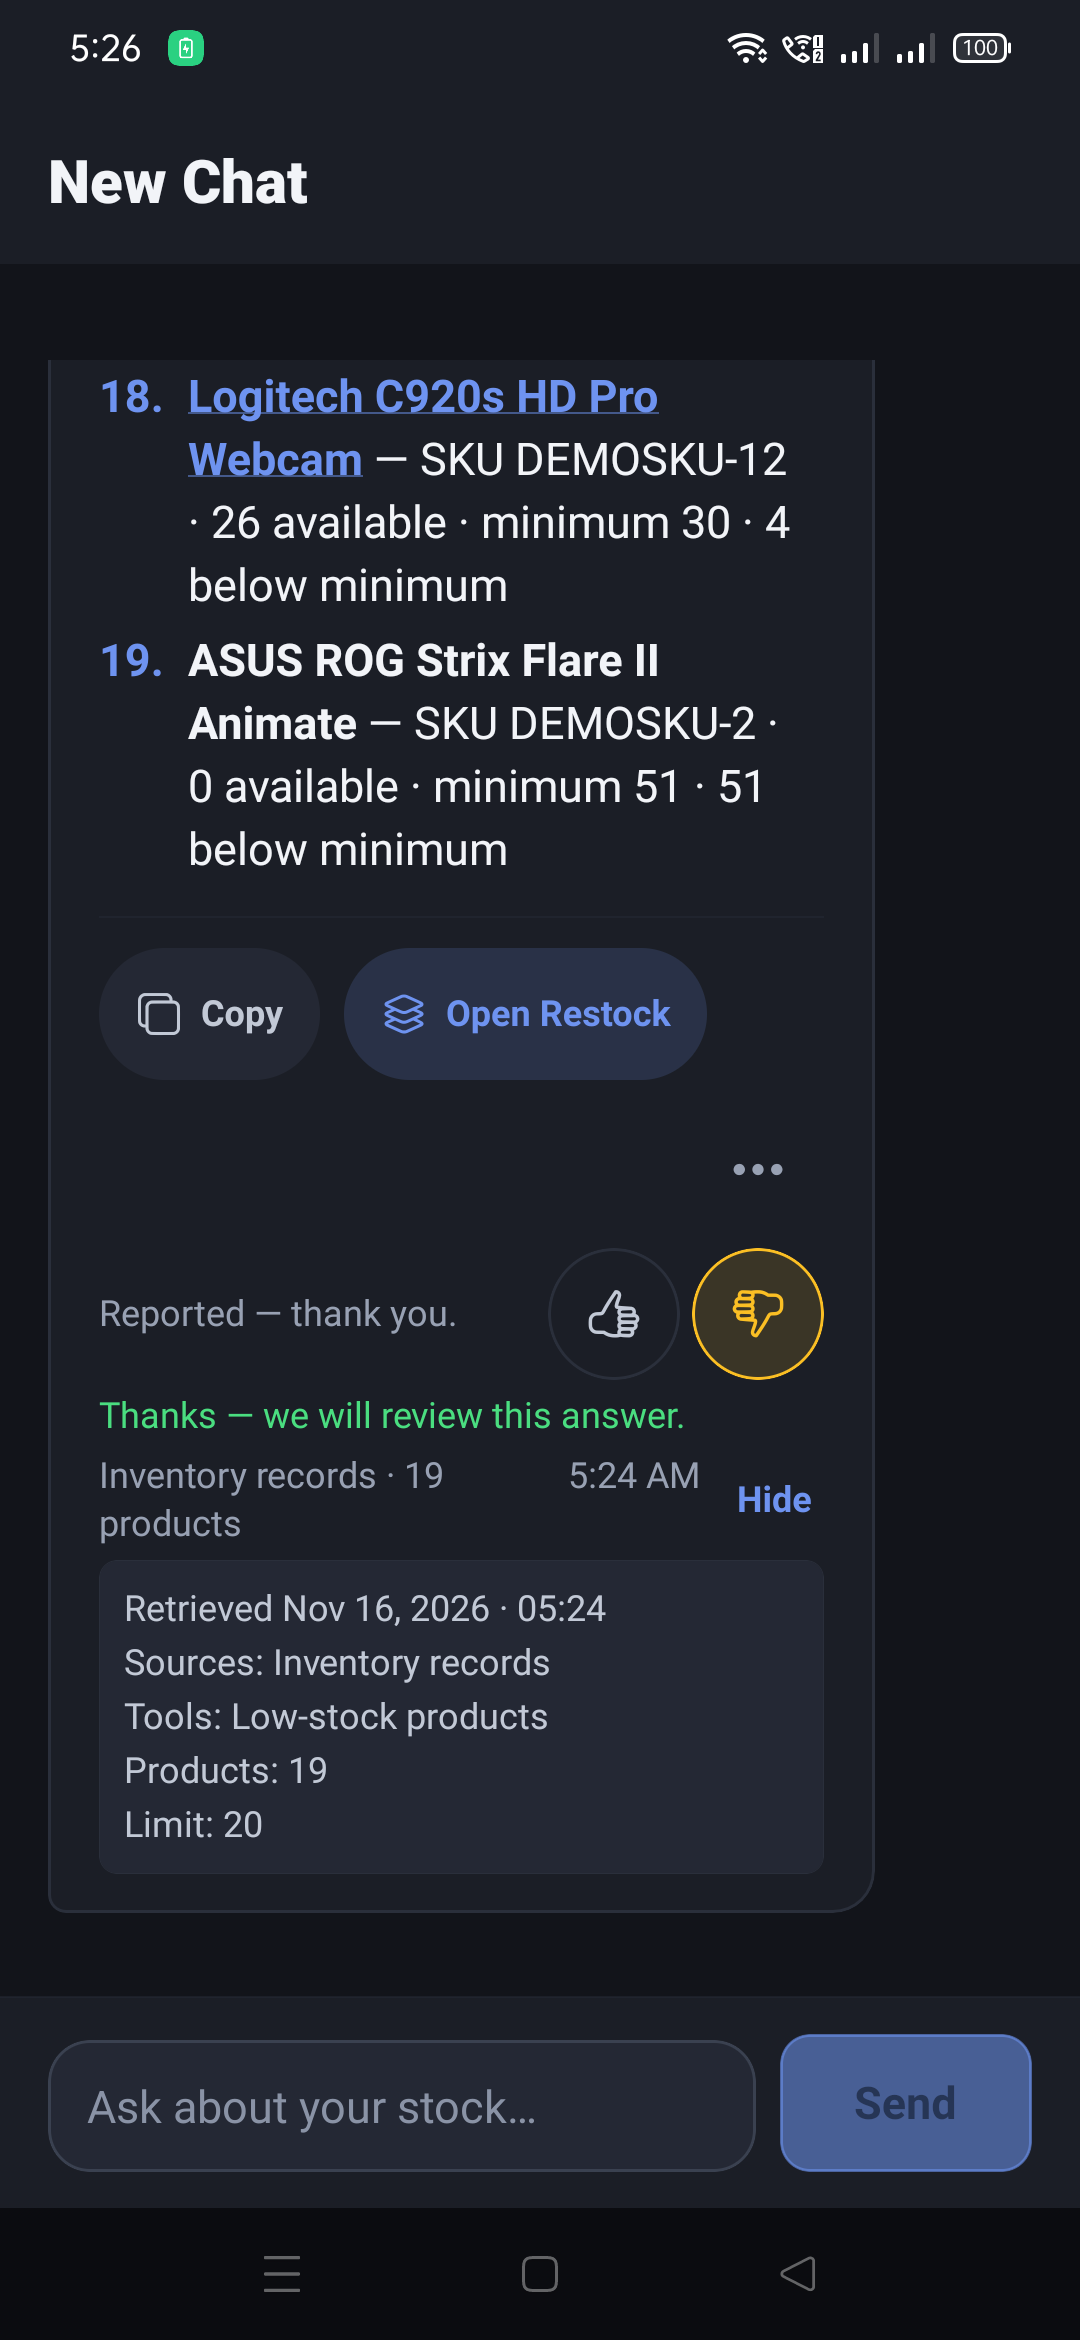 5:26
100
New Chat
18. Logitech C920s HD Pro
Webcam — SKU DEMOSKU-12
· 26 available · minimum 30 · 4
below minimum
19. ASUS ROG Strix Flare II
Animate — SKU DEMOSKU-2 ·
0 available · minimum 51 · 51
below minimum
Copy
Open Restock
Reported — thank you.
Thanks — we will review this answer.
Inventory records · 19
products
5:24 AM
Hide
Retrieved Nov 16, 2026 · 05:24
Sources: Inventory records
Tools: Low-stock products
Products: 19
Limit: 20
Ask about your stock…
Send